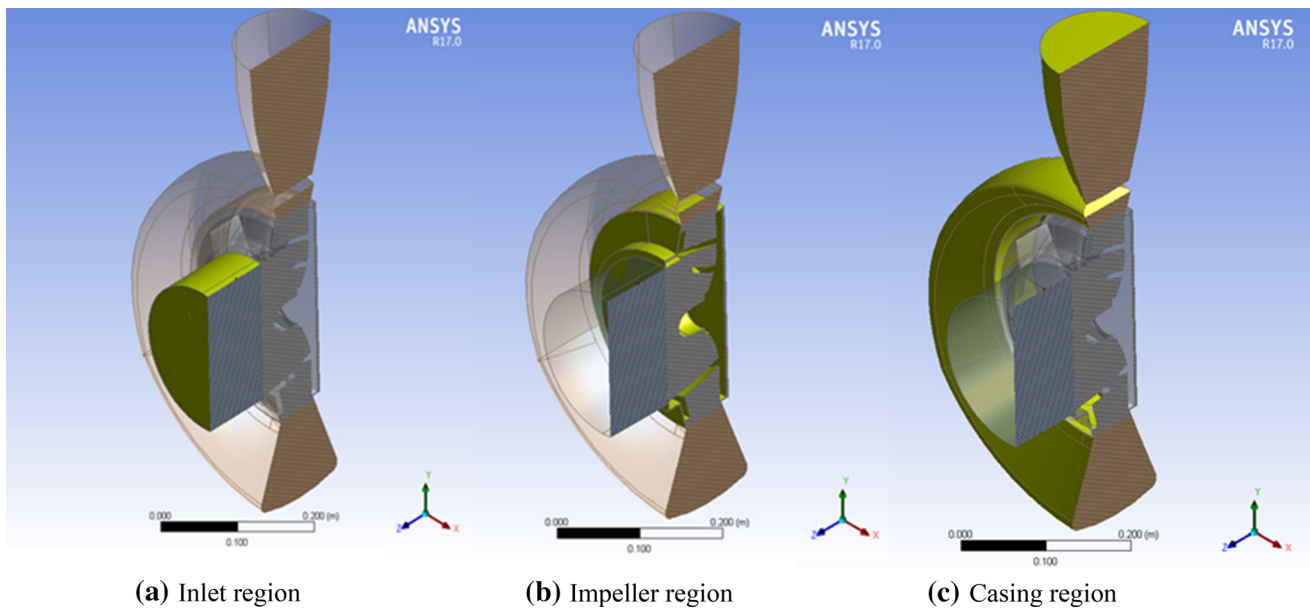 ANSYS
R17.0
0.000
0.200 (m)
0.100
Y
Z
X
(a) Inlet region
ANSYS
R17.0
0.000
0.200 (m)
0.100
Y
Z
X
(b) Impeller region
ANSYS
R17.0
0.000
0.200 (m)
0.100
Y
Z
X
(c) Casing region